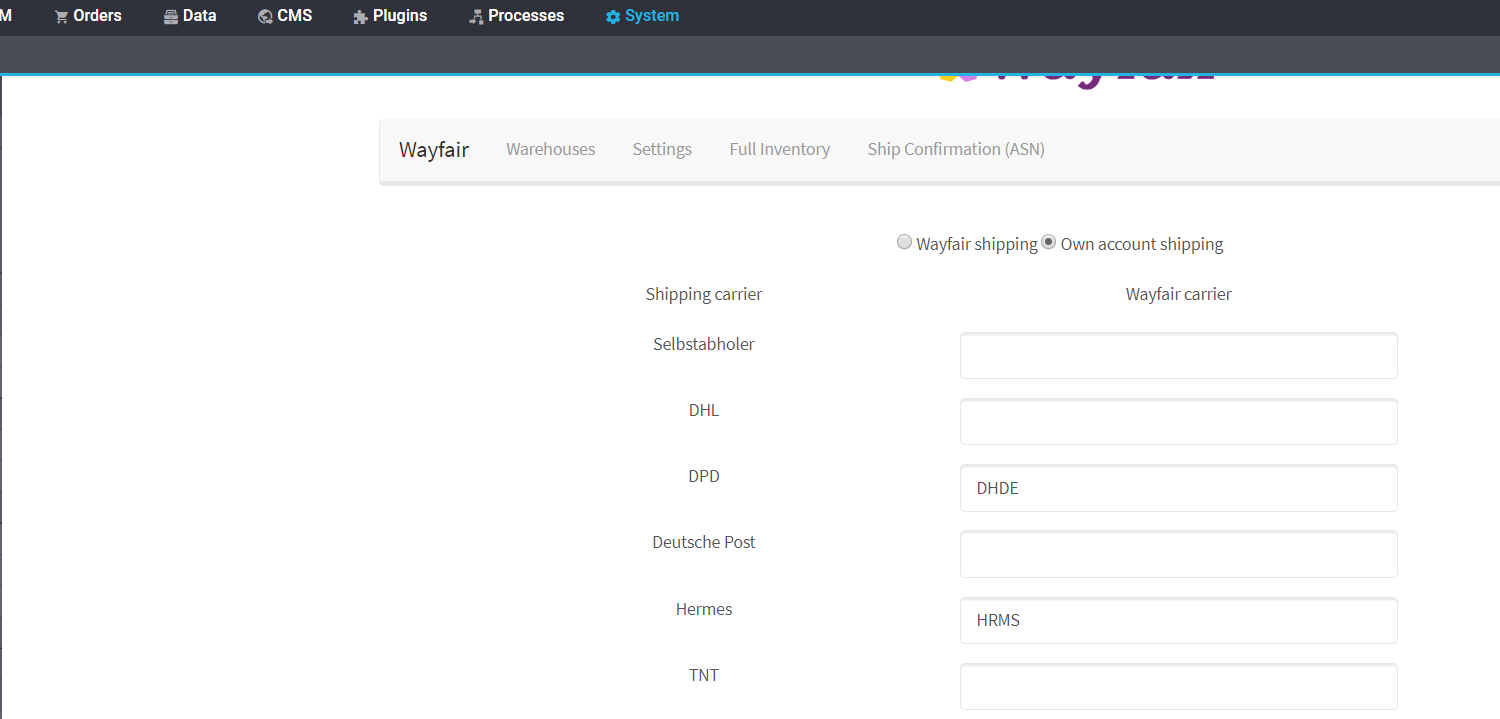 M Orders Data CMS Plugins Processes System
Wayfair Warehouses Settings Full Inventory Ship Confirmation (ASN)
Wayfair shipping Own account shipping
Shipping carrier Wayfair carrier
Selbstabholer
DHL
DPD DHDE
Deutsche Post
Hermes HRMS
TNT